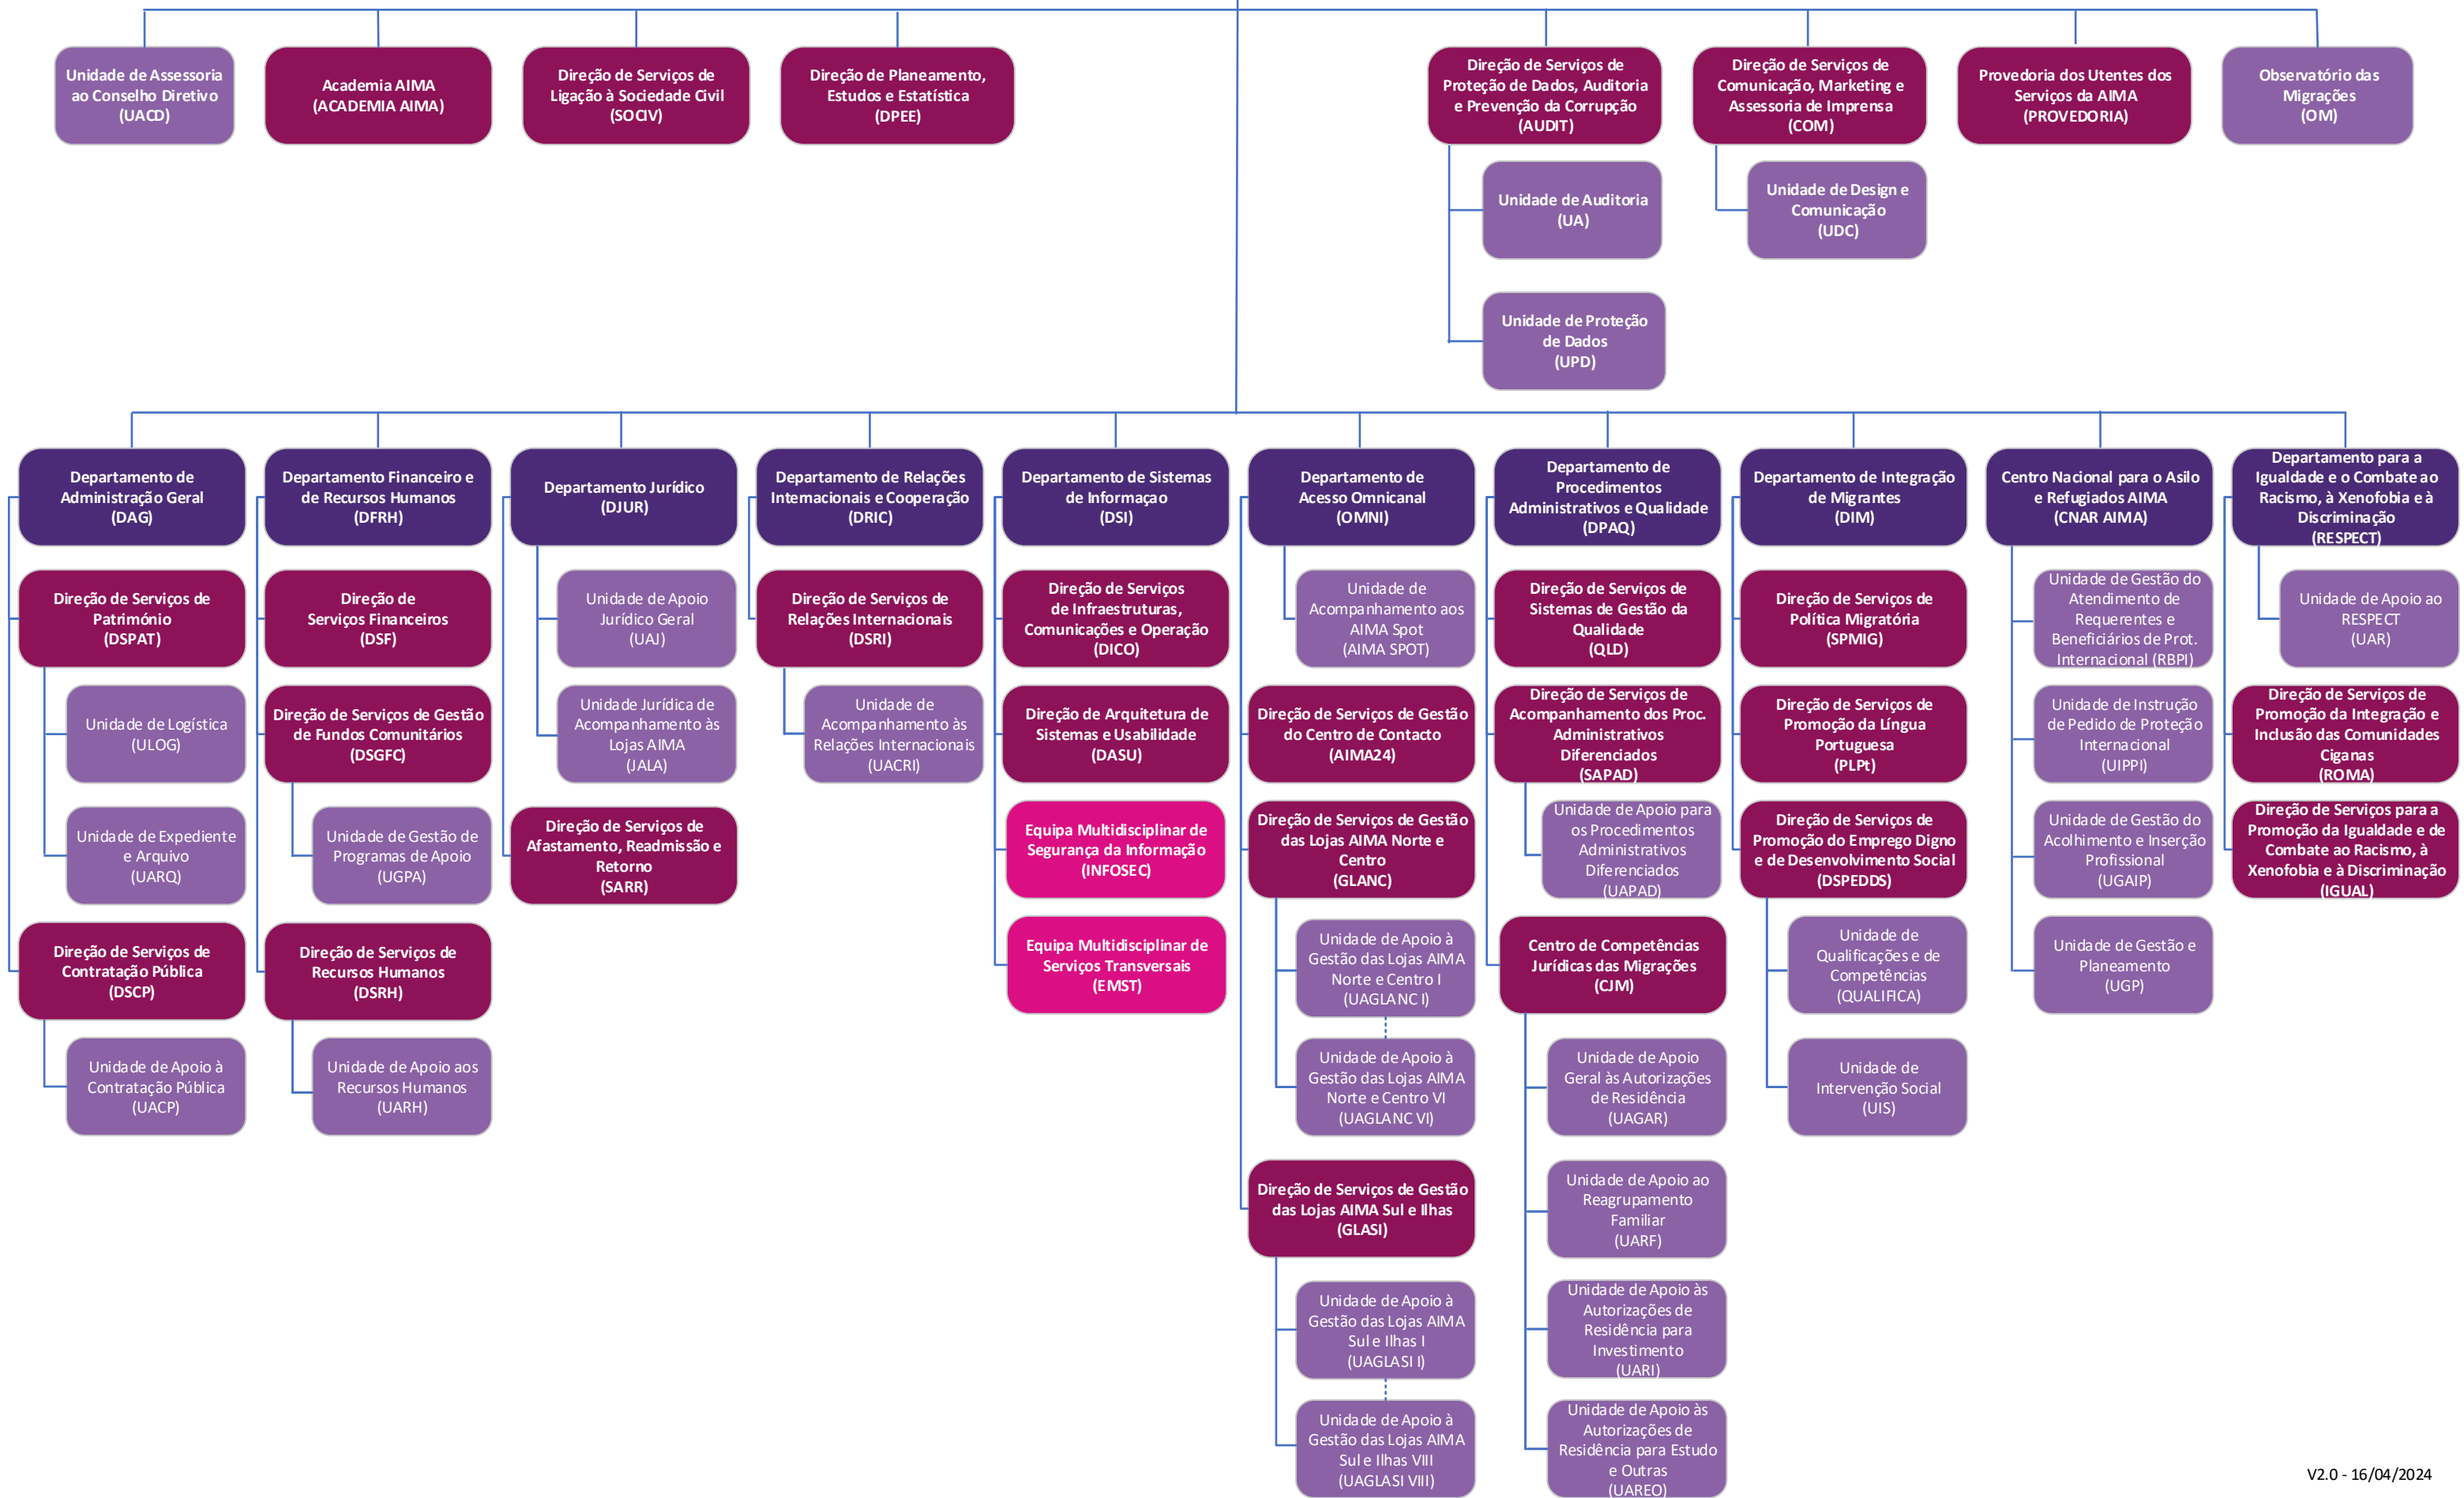 Unidade de Assessoria
ao Conselho Diretivo
(UACD)
Academia AIMA
(ACADEMIA AIMA)
Direção de Serviços de
Ligação à Sociedade Civil
(SOCIV)
Direção de Planeamento,
Estudos e Estatística
(DPEE)
Direção de Serviços de
Proteção de Dados, Auditoria
e Prevenção da Corrupção
(AUDIT)
Direção de Serviços de
Comunicação, Marketing e
Assessoria de Imprensa
(COM)
Provedoria dos Utentes dos
Serviços da AIMA
(PROVEDORIA)
Observatório das
Migrações
(OM)
Unidade de Auditoria
(UA)
Unidade de Design e
Comunicação
(UDC)
Unidade de Proteção
de Dados
(UPD)
Departamento de
Administração Geral
(DAG)
Direção de Serviços de
Património
(DSPAT)
Unidade de Logística
(ULOG)
Unidade de Expediente
e Arquivo
(UARQ)
Direção de Serviços de
Contratação Pública
(DSCP)
Unidade de Apoio à
Contratação Pública
(UACP)
Departamento Financeiro e
de Recursos Humanos
(DFRH)
Direção de
Serviços Financeiros
(DSF)
Direção de Serviços de Gestão
de Fundos Comunitários
(DSGFC)
Unidade de Gestão de
Programas de Apoio
(UGPA)
Direção de Serviços de
Recursos Humanos
(DSRH)
Unidade de Apoio aos
Recursos Humanos
(UARH)
Departamento Jurídico
(DJUR)
Unidade de Apoio
Jurídico Geral
(UAJ)
Unidade Jurídica de
Acompanhamento às
Lojas AIMA
(JALA)
Direção de Serviços de
Afastamento, Readmissão e
Retorno
(SARR)
Departamento de Relações
Internacionais e Cooperação
(DRIC)
Direção de Serviços de
Relações Internacionais
(DSRI)
Unidade de
Acompanhamento às
Relações Internacionais
(UACRI)
Departamento de Sistemas
de Informaçao
(DSI)
Direção de Serviços
de Infraestruturas,
Comunicações e Operação
(DICO)
Direção de Arquitetura de
Sistemas e Usabilidade
(DASU)
Equipa Multidisciplinar de
Segurança da Informação
(INFOSEC)
Equipa Multidisciplinar de
Serviços Transversais
(EMST)
Departamento de
Acesso Omnicanal
(OMNI)
Unidade de
Acompanhamento aos
AIMA Spot
(AIMA SPOT)
Direção de Serviços de Gestão
do Centro de Contacto
(AIMA24)
Direção de Serviços de Gestão
das Lojas AIMA Norte e
Centro
(GLANC)
Unidade de Apoio à
Gestão das Lojas AIMA
Norte e Centro I
(UAGLANC I)
Unidade de Apoio à
Gestão das Lojas AIMA
Norte e Centro VI
(UAGLANC VI)
Direção de Serviços de Gestão
das Lojas AIMA Sul e Ilhas
(GLASI)
Unidade de Apoio à
Gestão das Lojas AIMA
Sul e Ilhas I
(UAGLASI I)
Unidade de Apoio à
Gestão das Lojas AIMA
Sul e Ilhas VIII
(UAGLASI VIII)
Departamento de
Procedimentos
Administrativos e Qualidade
(DPAQ)
Direção de Serviços de
Sistemas de Gestão da
Qualidade
(QLD)
Direção de Serviços de
Acompanhamento dos Proc.
Administrativos
Diferenciados
(SAPAD)
Unidade de Apoio para
os Procedimentos
Administrativos
Diferenciados
(UAPAD)
Centro de Competências
Jurídicas das Migrações
(CJM)
Unidade de Apoio
Geral às Autorizações
de Residência
(UAGAR)
Unidade de Apoio ao
Reagrupamento
Familiar
(UARF)
Unidade de Apoio às
Autorizações de
Residência para
Investimento
(UARI)
Unidade de Apoio às
Autorizações de
Residência para Estudo
e Outras
(UAREO)
Departamento de Integração
de Migrantes
(DIM)
Direção de Serviços de
Política Migratória
(SPMIG)
Direção de Serviços de
Promoção da Língua
Portuguesa
(PLPt)
Direção de Serviços de
Promoção do Emprego Digno
e de Desenvolvimento Social
(DSPEDDS)
Unidade de
Qualificações e de
Competências
(QUALIFICA)
Unidade de
Intervenção Social
(UIS)
Centro Nacional para o Asilo
e Refugiados AIMA
(CNAR AIMA)
Unidade de Gestão do
Atendimento de
Requerentes e
Beneficiários de Prot.
Internacional (RBPI)
Unidade de Instrução
de Pedido de Proteção
Internacional
(UIPPI)
Unidade de Gestão do
Acolhimento e Inserção
Profissional
(UGAIP)
Unidade de Gestão e
Planeamento
(UGP)
Departamento para a
Igualdade e o Combate ao
Racismo, à Xenofobia e à
Discriminação
(RESPECT)
Unidade de Apoio ao
RESPECT
(UAR)
Direção de Serviços de
Promoção da Integração e
Inclusão das Comunidades
Ciganas
(ROMA)
Direção de Serviços para a
Promoção da Igualdade e de
Combate ao Racismo, à
Xenofobia e à Discriminação
(IGUAL)
V2.0 - 16/04/2024